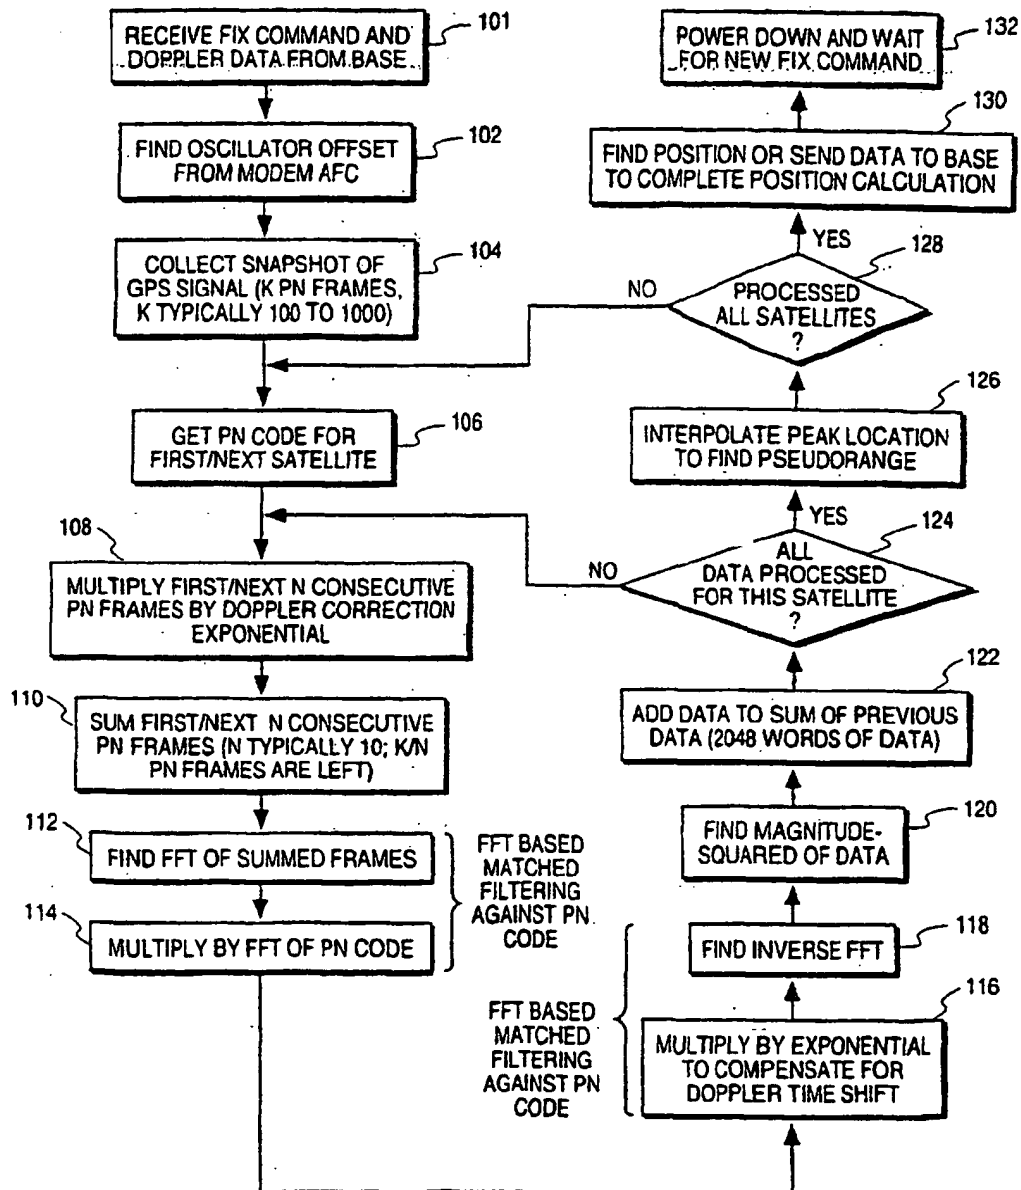 RECEIVE FIX COMMAND AND
DOPPLER DATA FROM BASE
101
FIND OSCILLATOR OFFSET
FROM MODEM AFC
102
COLLECT SNAPSHOT OF
GPS SIGNAL (K PN FRAMES,
K TYPICALLY 100 TO 1000)
104
GET PN CODE FOR
FIRST/NEXT SATELLITE
106
108
MULTIPLY FIRST/NEXT N CONSECUTIVE
PN FRAMES BY DOPPLER CORRECTION
EXPONENTIAL
110
SUM FIRST/NEXT N CONSECUTIVE
PN FRAMES (N TYPICALLY 10; K/N
PN FRAMES ARE LEFT)
112
FIND FFT OF SUMMED FRAMES
114
MULTIPLY BY FFT OF PN CODE
FFT BASED
MATCHED
FILTERING
AGAINST PN
CODE
FFT BASED
MATCHED
FILTERING
AGAINST PN
CODE
116
MULTIPLY BY EXPONENTIAL
TO COMPENSATE FOR
DOPPLER TIME SHIFT
118
FIND INVERSE FFT
120
FIND MAGNITUDE-
SQUARED OF DATA
122
ADD DATA TO SUM OF PREVIOUS
DATA (2048 WORDS OF DATA)
124
ALL
DATA PROCESSED
FOR THIS SATELLITE
?
NO
YES
126
INTERPOLATE PEAK LOCATION
TO FIND PSEUDORANGE
128
PROCESSED
ALL SATELLITES
?
NO
YES
130
FIND POSITION OR SEND DATA TO BASE
TO COMPLETE POSITION CALCULATION
132
POWER DOWN AND WAIT
FOR NEW FIX COMMAND